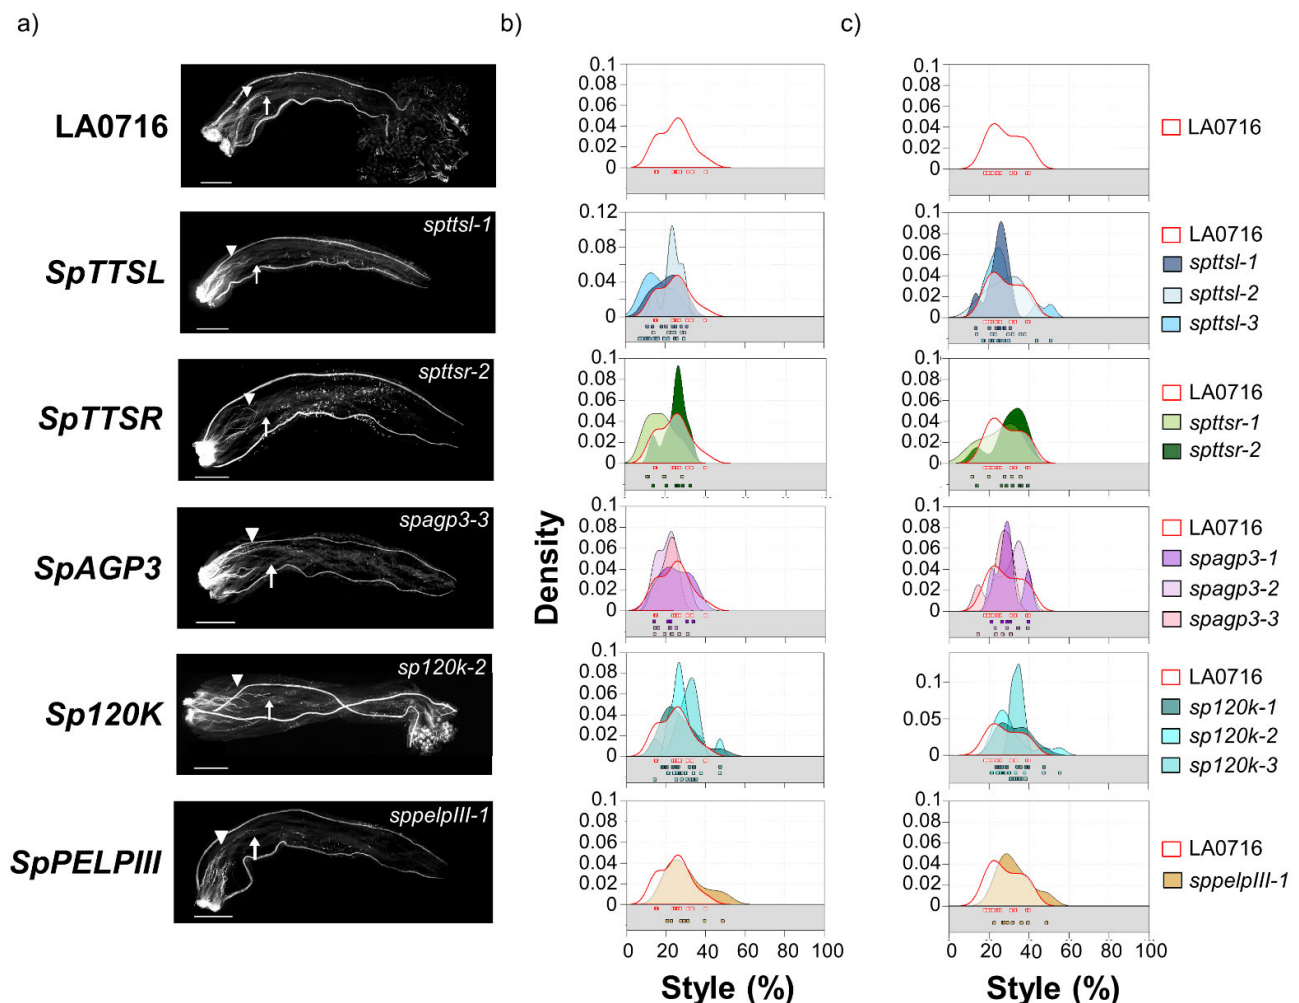 a)
b)
c)
LA0716
0.1
0.08
0.06
0.04
0.02
0
0.1
0.08
0.06
0.04
0.02
0
LA0716
SpTTSL
spttsl-1
0.12
0.08
0.04
0
0.1
0.08
0.06
0.04
0.02
0
LA0716
spttsl-1
spttsl-2
spttsl-3
SpTTSR
spttsr-2
0.1
0.08
0.06
0.04
0.02
0
0.1
0.08
0.06
0.04
0.02
0
LA0716
spttsr-1
spttsr-2
SpAGP3
spagp3-3
Density
0.1
0.08
0.06
0.04
0.02
0
0.1
0.08
0.06
0.04
0.02
0
LA0716
spagp3-1
spagp3-2
spagp3-3
Sp120K
sp120k-2
0.1
0.08
0.06
0.04
0.02
0
0.1
0.05
0
LA0716
sp120k-1
sp120k-2
sp120k-3
SpPELPIII
sppelpIII-1
0.1
0.08
0.06
0.04
0.02
0
0.1
0.08
0.06
0.04
0.02
0
LA0716
sppelpIII-1
0 20 40 60 80 100
0 20 40 60 80 100
Style (%)
Style (%)